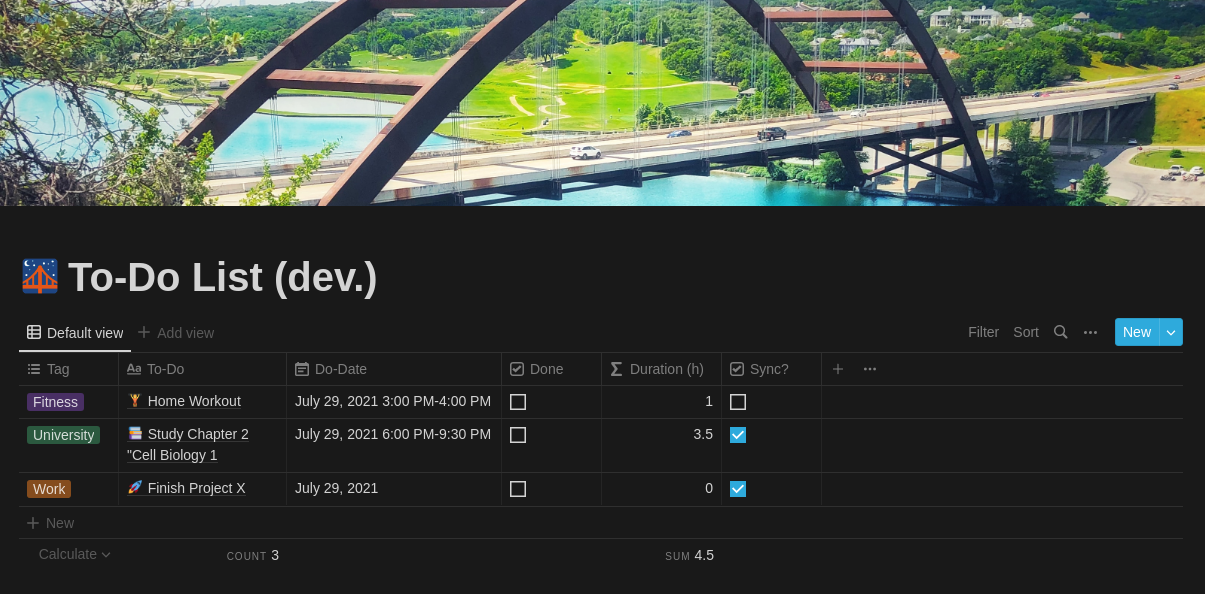 To-Do List (dev.)
Default view Add view Filter Sort New
Tag To-Do Do-Date Done Duration (h) Sync?
Fitness Home Workout July 29, 2021 3:00 PM-4:00 PM 1
University Study Chapter 2 July 29, 2021 6:00 PM-9:30 PM 3.5
"Cell Biology 1
Work Finish Project X July 29, 2021 0
New
Calculate COUNT 3 SUM 4.5